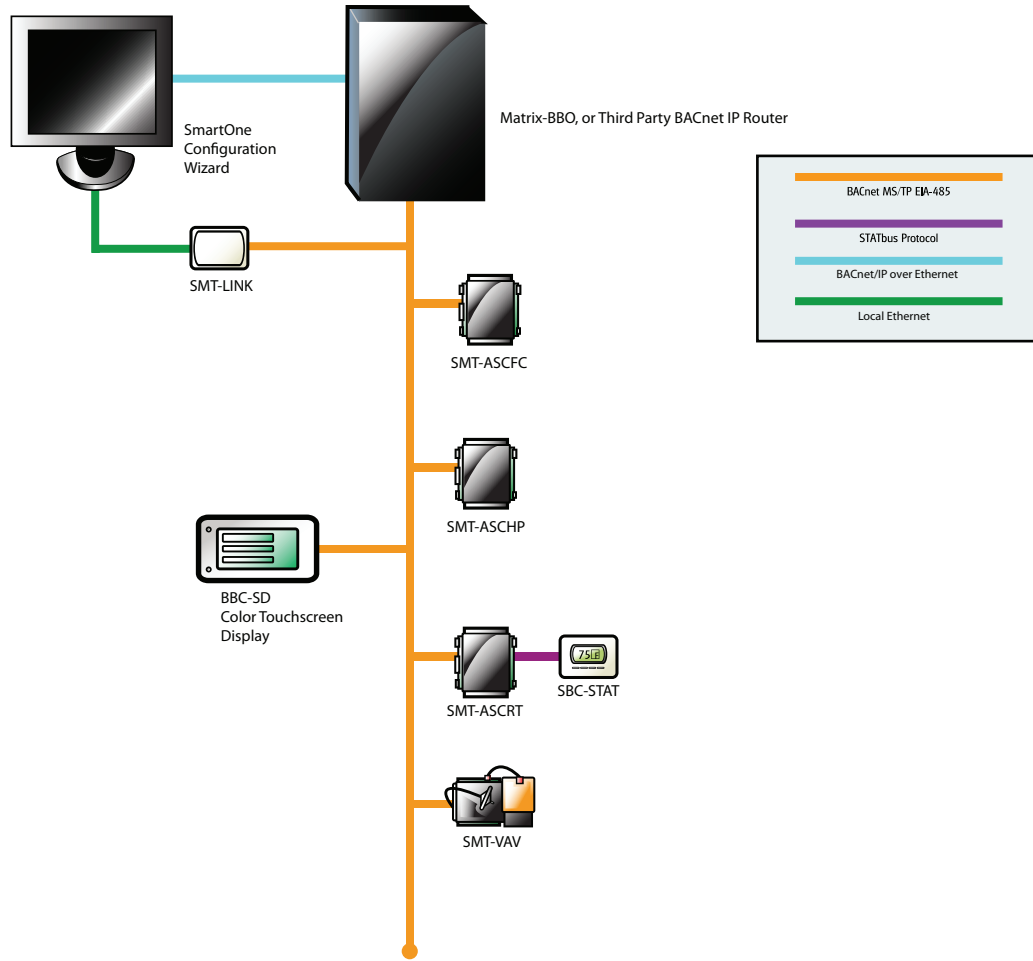 SmartOne
Configuration
Wizard
Matrix-BBO, or Third Party BACnet IP Router
BACnet MS/TP EIA-485
STATbus Protocol
BACnet/IP over Ethernet
Local Ethernet
SMT-LINK
SMT-ASCFC
SMT-ASCHP
BBC-SD
Color Touchscreen
Display
SMT-ASCRT
75F
SBC-STAT
SMT-VAV